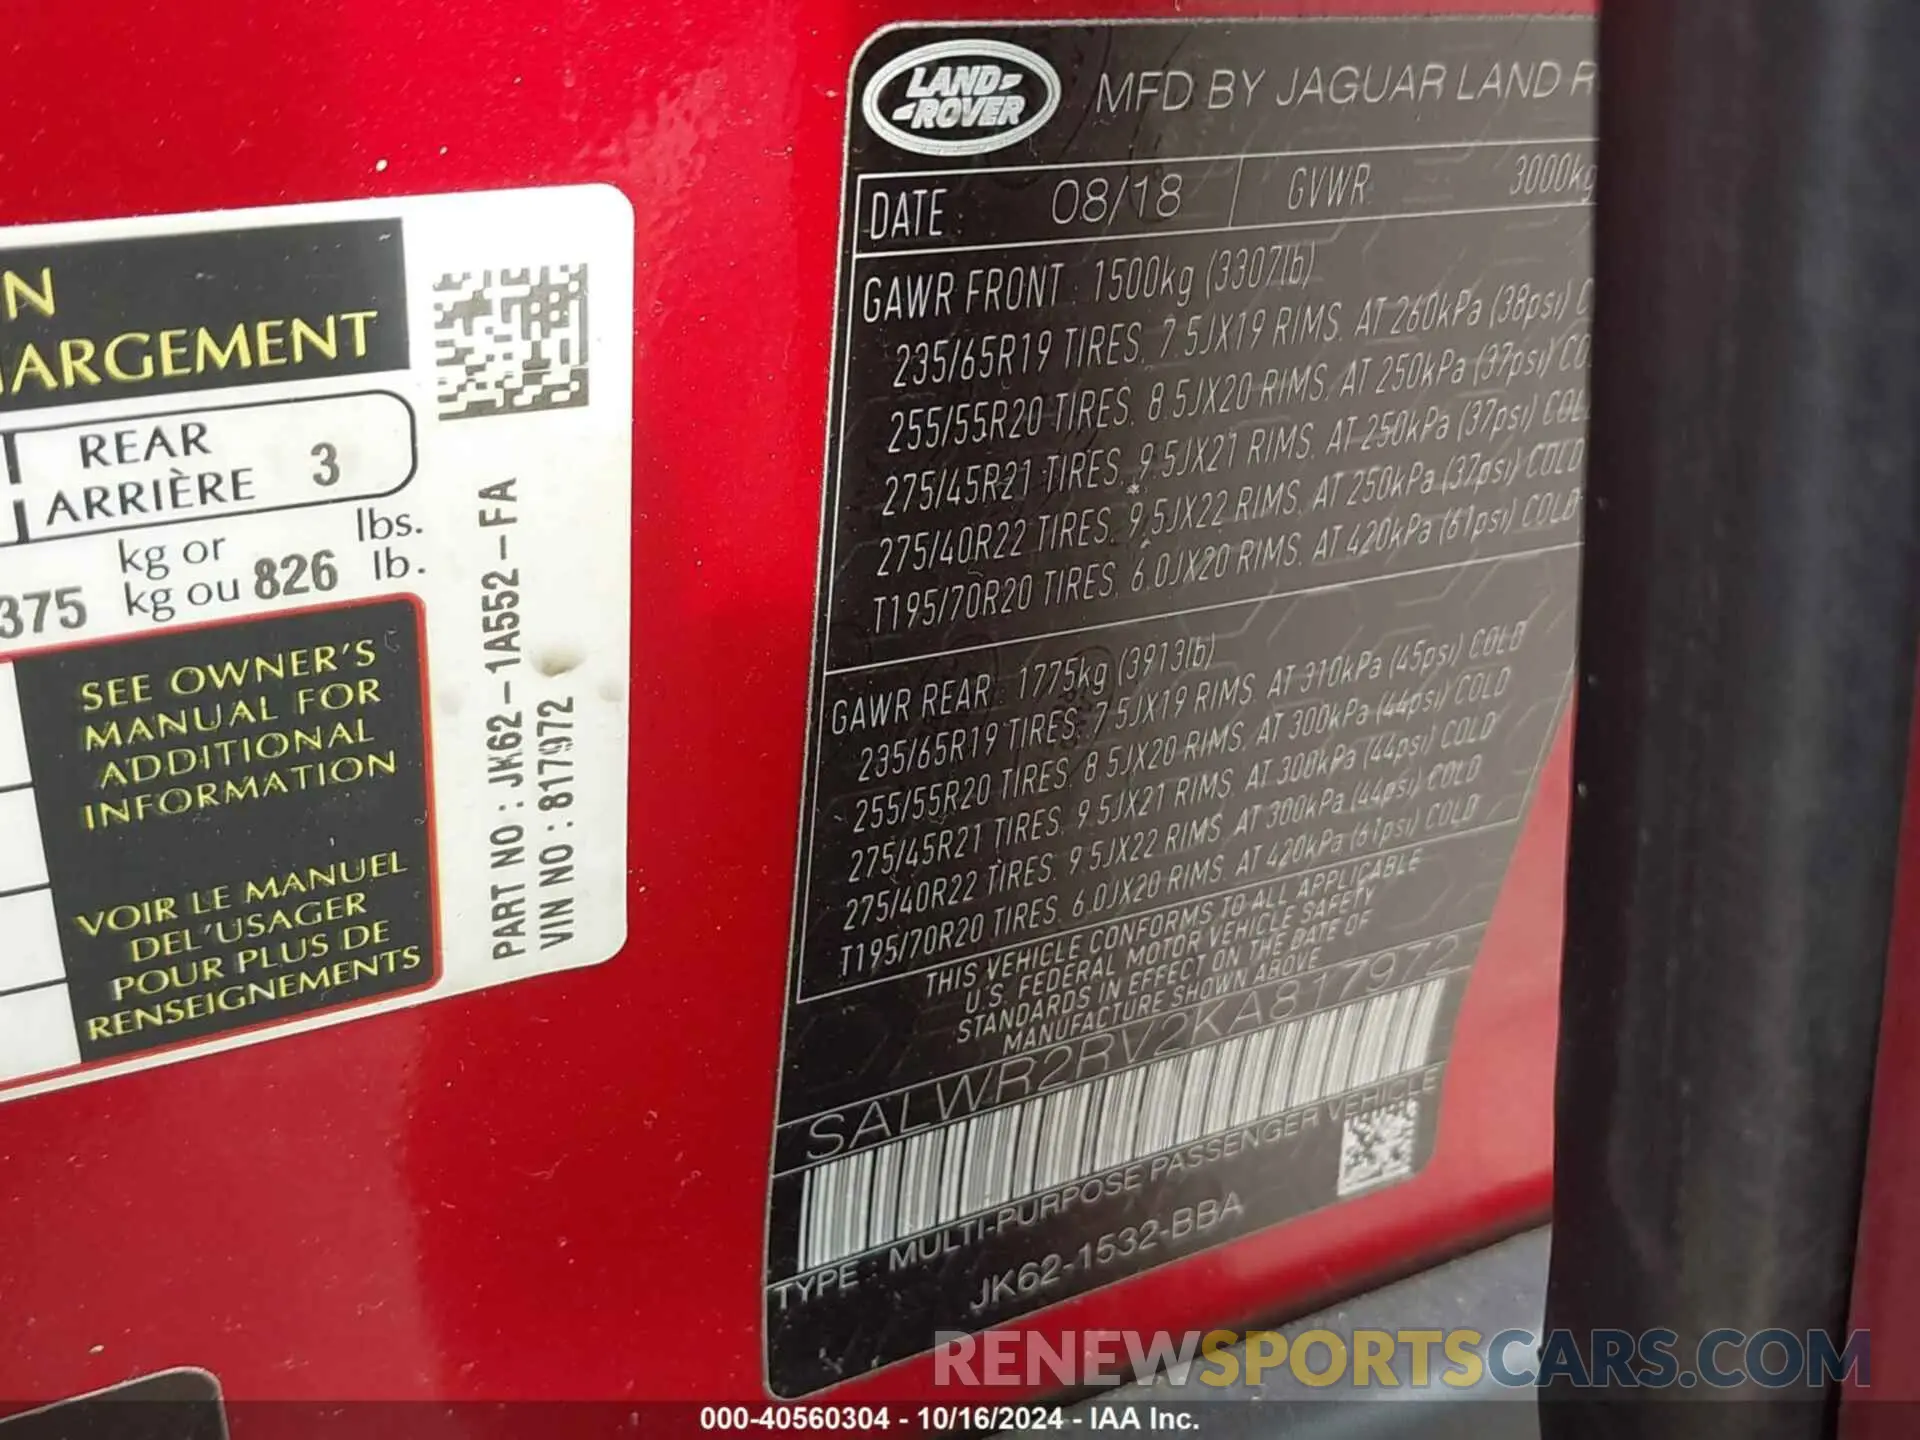 N
ARGEMENT
REAR
ARRIÈRE 3
375 kg or 826 lbs.
kg ou lb.
SEE OWNER'S
MANUAL FOR
ADDITIONAL
INFORMATION
VOIR LE MANUEL
DEL'USAGER
POUR PLUS DE
RENSEIGNEMENTS
PART NO : JK62-1A552-FA
VIN NO : 817972
LAND-
-ROVER
MFD BY JAGUAR LAND R
DATE : 08/18 GVWR 3000kg
GAWR FRONT : 1500kg (3307lb)
235/65R19 TIRES, 7.5JX19 RIMS, AT 260kPa (38psi) C
255/55R20 TIRES, 8.5JX20 RIMS, AT 250kPa (37psi) CO
275/45R21 TIRES, 9.5JX21 RIMS, AT 250kPa (37psi) COL
275/40R22 TIRES, 9.5JX22 RIMS, AT 250kPa (37psi) COLD
T195/70R20 TIRES, 6.0JX20 RIMS, AT 420kPa (61psi) COLD
GAWR REAR : 1775kg (3913lb)
235/65R19 TIRES, 7.5JX19 RIMS, AT 310kPa (45psi) COLD
255/55R20 TIRES, 8.5JX20 RIMS, AT 300kPa (44psi) COLD
275/45R21 TIRES, 9.5JX21 RIMS, AT 300kPa (44psi) COLD
275/40R22 TIRES, 9.5JX22 RIMS, AT 300kPa (44psi) COLD
T195/70R20 TIRES, 6.0JX20 RIMS, AT 420kPa (61psi) COLD
THIS VEHICLE CONFORMS TO ALL APPLICABLE
U.S. FEDERAL MOTOR VEHICLE SAFETY
STANDARDS IN EFFECT ON THE DATE OF
MANUFACTURE SHOWN ABOVE
SALWR2RV2KA817972
TYPE : MULTI-PURPOSE PASSENGER VEHICLE
JK62-1532-BBA
RENEWSPORTSCARS.COM
000-40560304 - 10/16/2024 - IAA Inc.